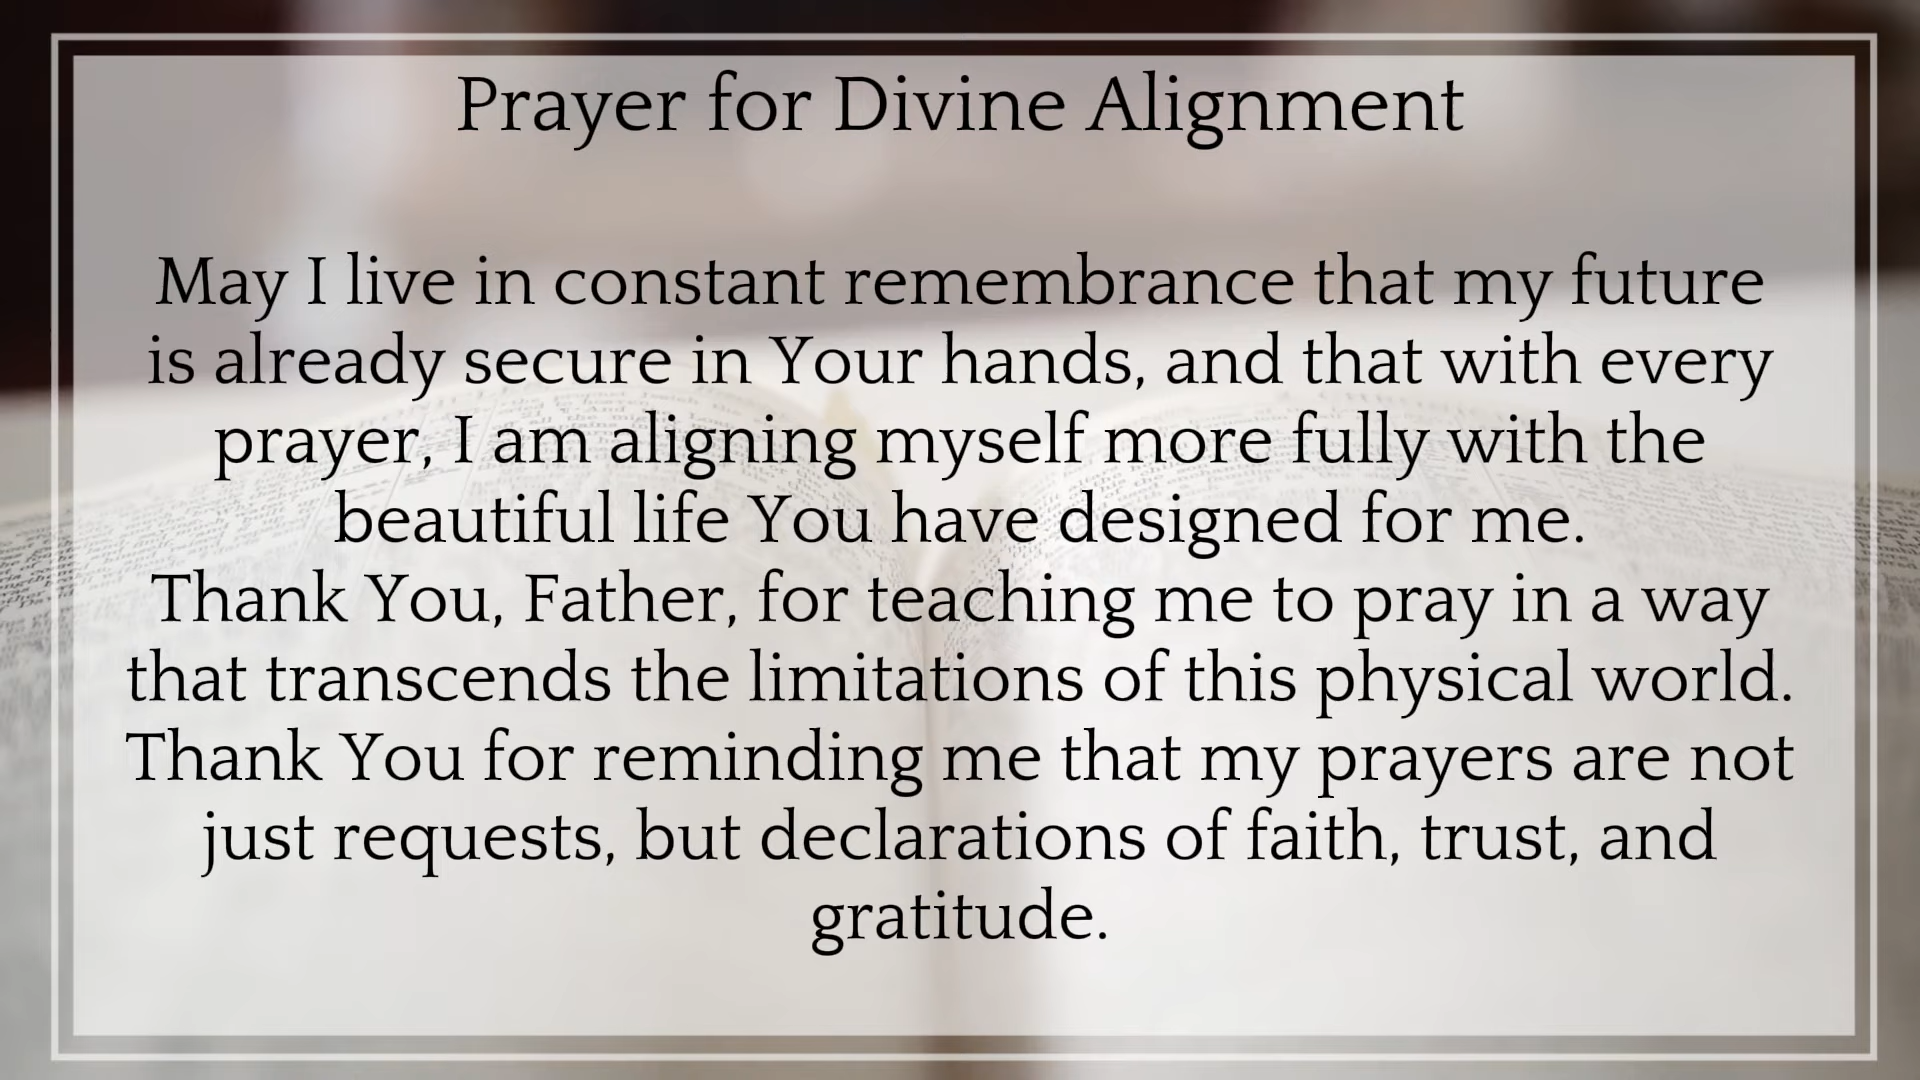 Prayer for Divine Alignment
May I live in constant remembrance that my future
is already secure in Your hands, and that with every
prayer, I am aligning myself more fully with the
beautiful life You have designed for me.
Thank You, Father, for teaching me to pray in a way
that transcends the limitations of this physical world.
Thank You for reminding me that my prayers are not
just requests, but declarations of faith, trust, and
gratitude.